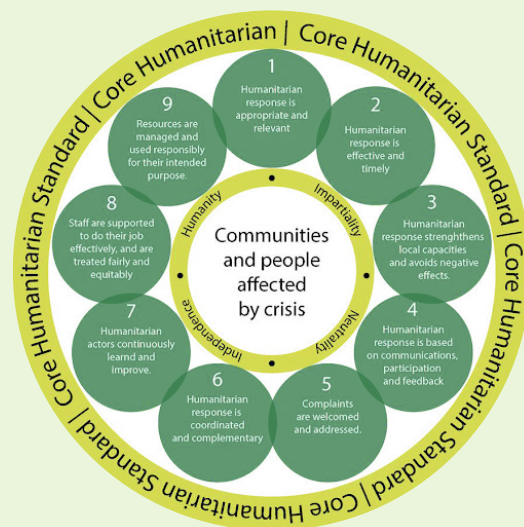 Core Humanitarian Standard | Core Humanitarian Standard | Core Humanitarian Standard | Core Humanitarian Standard | Core Humanitarian |
1
Humanitarian
response is
appropriate and
relevant
2
Humanitarian
response is
effective and
timely
3
Humanitarian
response strengthens
local capacities
and avoids negative
effects.
4
Humanitarian
response is based
on communications,
participation
and feedback
5
Complaints
are welcomed
and addressed.
6
Humanitarian
response is
coordinated
and complementary
7
Humanitarian
actors continuously
learnd and
improve.
8
Staff are supported
to do their job
effectively, and are
treated fairly and
equitably
9
Resources are
managed and
used responsibly
for their intended
purpose.
Humanity
Impartiality
Neutrality
Independence
Communities
and people
affected
by crisis